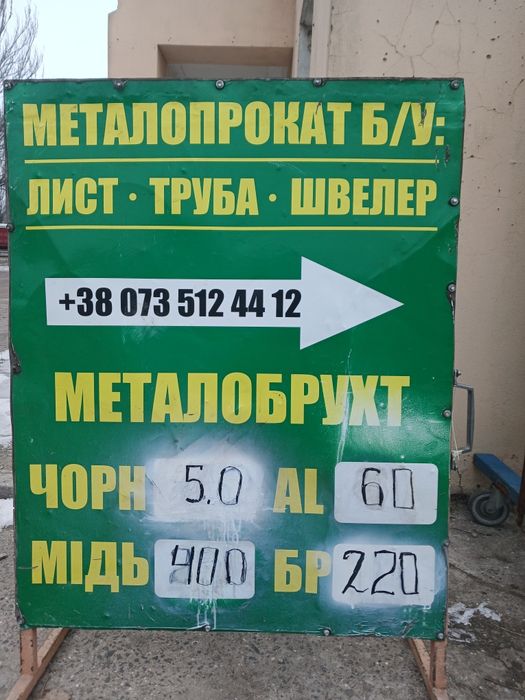 МЕТАЛОПРОКАТ Б/У:
ЛИСТ · ТРУБА · ШВЕЛЕР
+38 073 512 44 12
МЕТАЛОБРУХТ
ЧОРН 5.0 AL 60
МІДЬ 400 БР 220